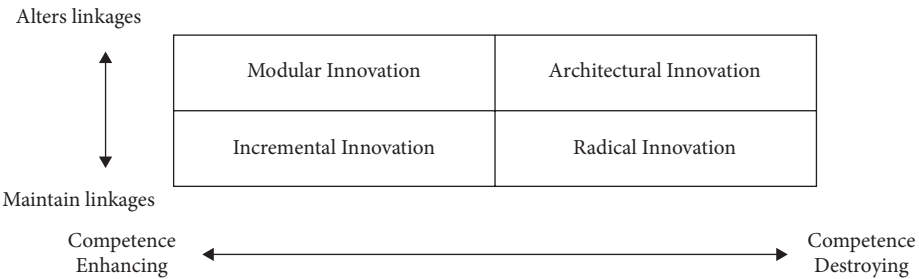 Alters linkages
Modular Innovation
Architectural Innovation
Incremental Innovation
Radical Innovation
Maintain linkages
Competence
Enhancing
Competence
Destroying